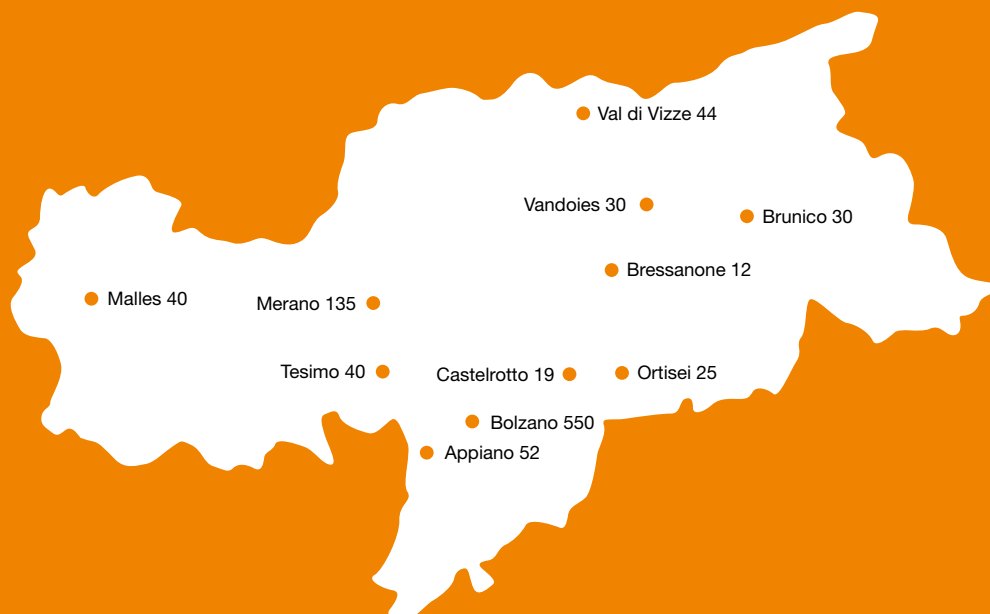 Val di Vizze 44
Vandoies 30
Brunico 30
Bressanone 12
Malles 40
Merano 135
Tesimo 40
Castelrotto 19
Ortisei 25
Bolzano 550
Appiano 52